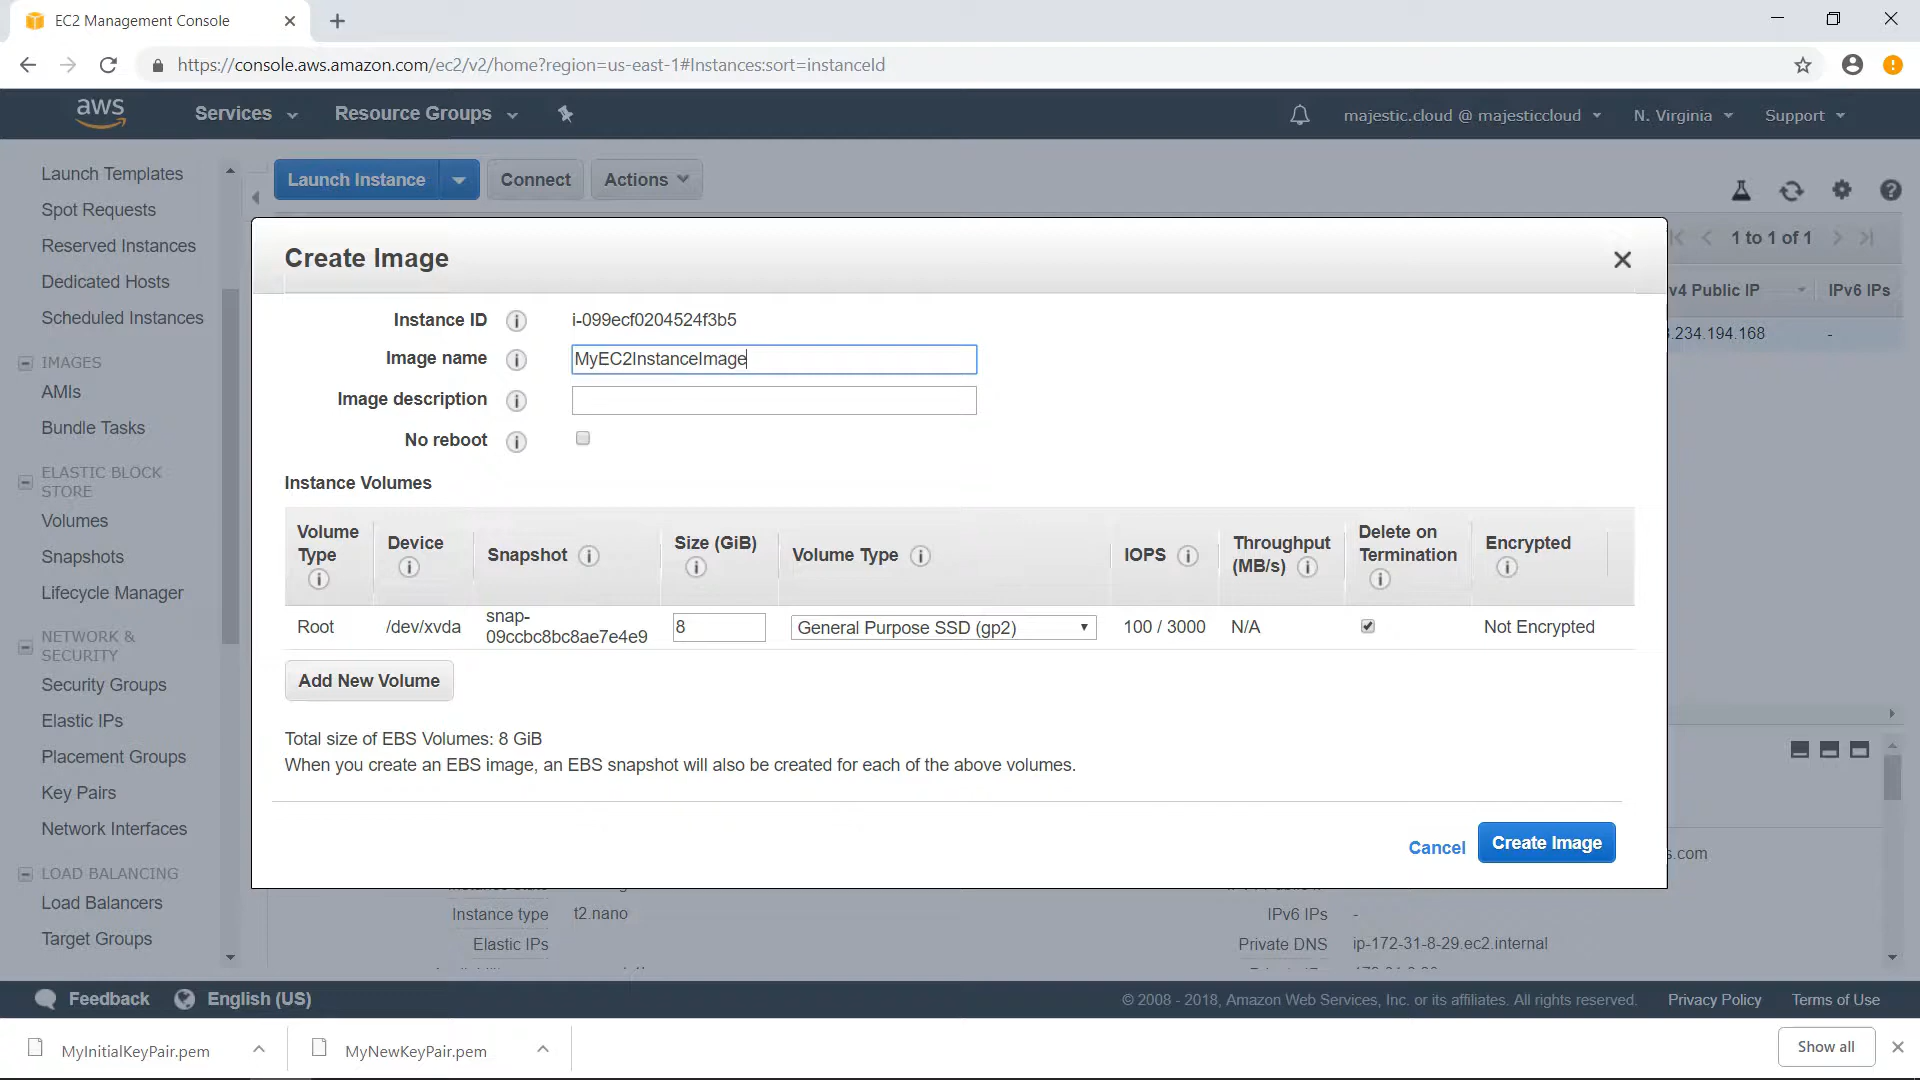 EC2 Management Console
https://console.aws.amazon.com/ec2/v2/home?region=us-east-1#Instances:sort=instanceId
aws
Services
Resource Groups
majestic.cloud @ majesticcloud
N. Virginia
Support
Launch Templates
Spot Requests
Reserved Instances
Dedicated Hosts
Scheduled Instances
IMAGES
AMIs
Bundle Tasks
ELASTIC BLOCK
STORE
Volumes
Snapshots
Lifecycle Manager
NETWORK &
SECURITY
Security Groups
Elastic IPs
Placement Groups
Key Pairs
Network Interfaces
LOAD BALANCING
Load Balancers
Target Groups
Launch Instance
Connect
Actions
1 to 1 of 1
v4 Public IP
IPv6 IPs
.234.194.168
-
Create Image
Instance ID
i-099ecf0204524f3b5
Image name
MyEC2InstanceImage
Image description
No reboot
Instance Volumes
Volume
Type
Device
Snapshot
Size (GiB)
Volume Type
IOPS
Throughput
(MB/s)
Delete on
Termination
Encrypted
Root
/dev/xvda
snap-
09ccbc8bc8ae7e4e9
8
General Purpose SSD (gp2)
100 / 3000
N/A
Not Encrypted
Add New Volume
Total size of EBS Volumes: 8 GiB
When you create an EBS image, an EBS snapshot will also be created for each of the above volumes.
Cancel
Create Image
s.com
Instance type
t2.nano
IPv6 IPs
-
Elastic IPs
Private DNS
ip-172-31-8-29.ec2.internal
Feedback
English (US)
© 2008 - 2018, Amazon Web Services, Inc. or its affiliates. All rights reserved.
Privacy Policy
Terms of Use
MyInitialKeyPair.pem
MyNewKeyPair.pem
Show all